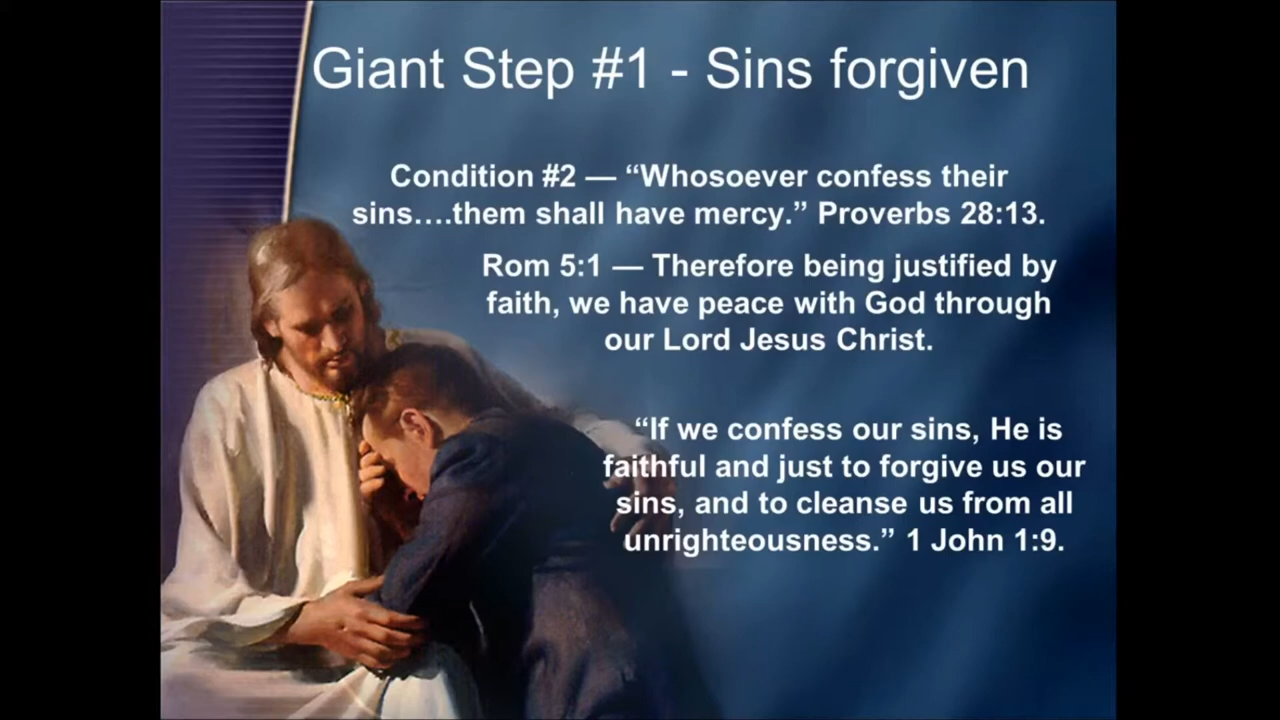 Giant Step #1 - Sins forgiven
Condition #2 — “Whosoever confess their
sins….them shall have mercy.” Proverbs 28:13.
Rom 5:1 — Therefore being justified by
faith, we have peace with God through
our Lord Jesus Christ.
“If we confess our sins, He is
faithful and just to forgive us our
sins, and to cleanse us from all
unrighteousness.” 1 John 1:9.